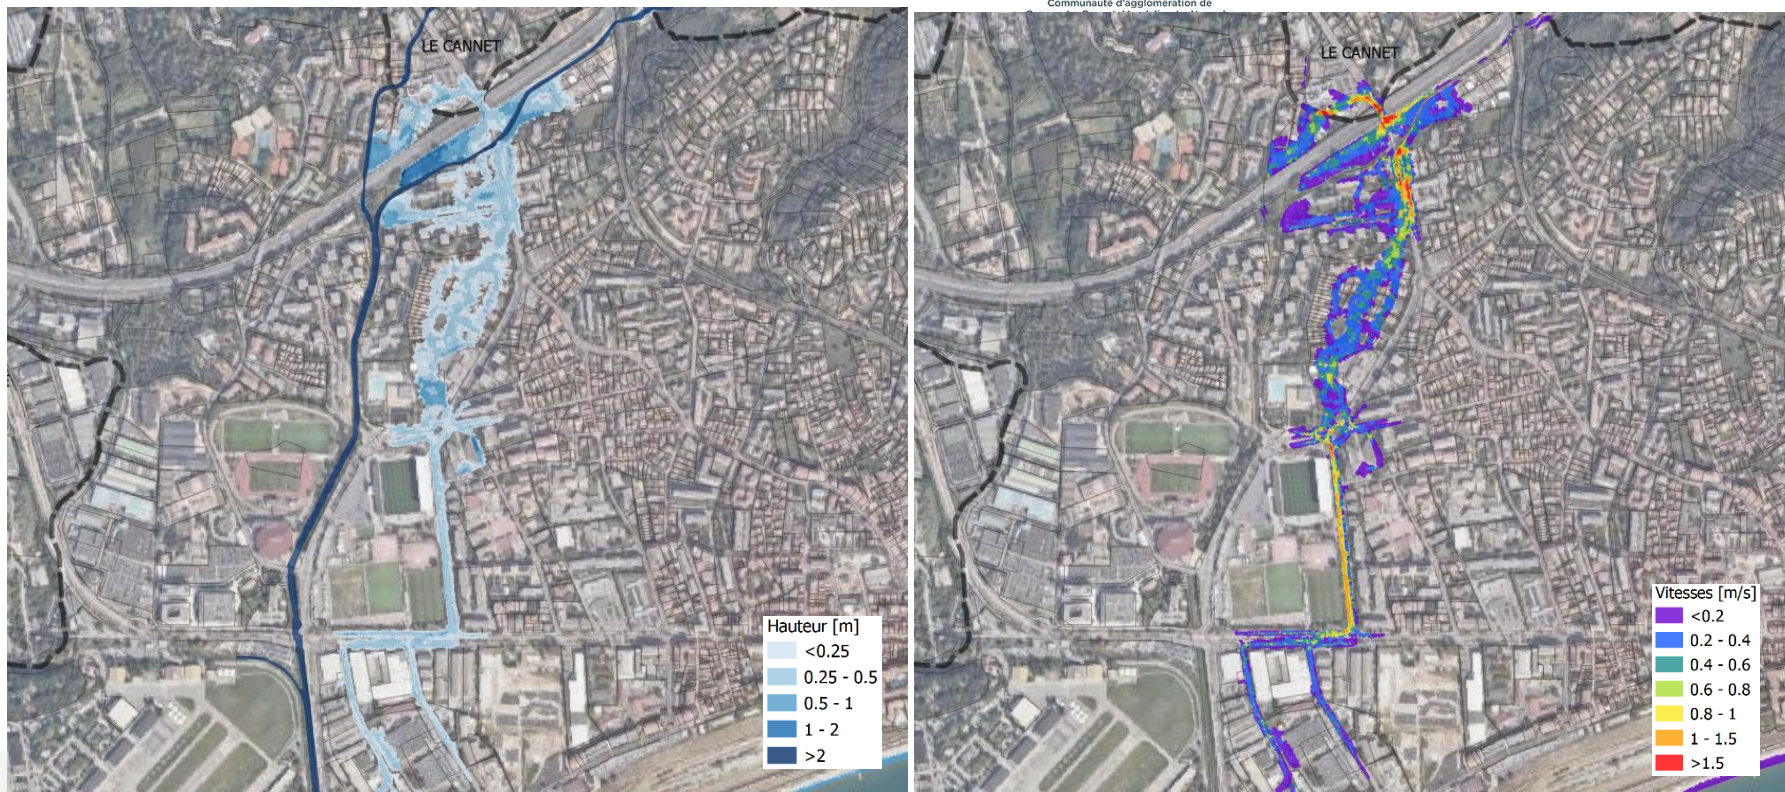 Communauté d'agglomération de
LE CANNET
Hauteur [m]
<0.25
0.25 - 0.5
0.5 - 1
1 - 2
>2
LE CANNET
Vitesses [m/s]
<0.2
0.2 - 0.4
0.4 - 0.6
0.6 - 0.8
0.8 - 1
1 - 1.5
>1.5